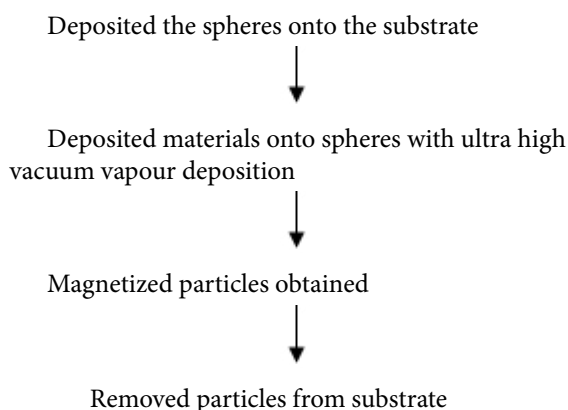 Deposited the spheres onto the substrate
Deposited materials onto spheres with ultra high
vacuum vapour deposition
Magnetized particles obtained
Removed particles from substrate